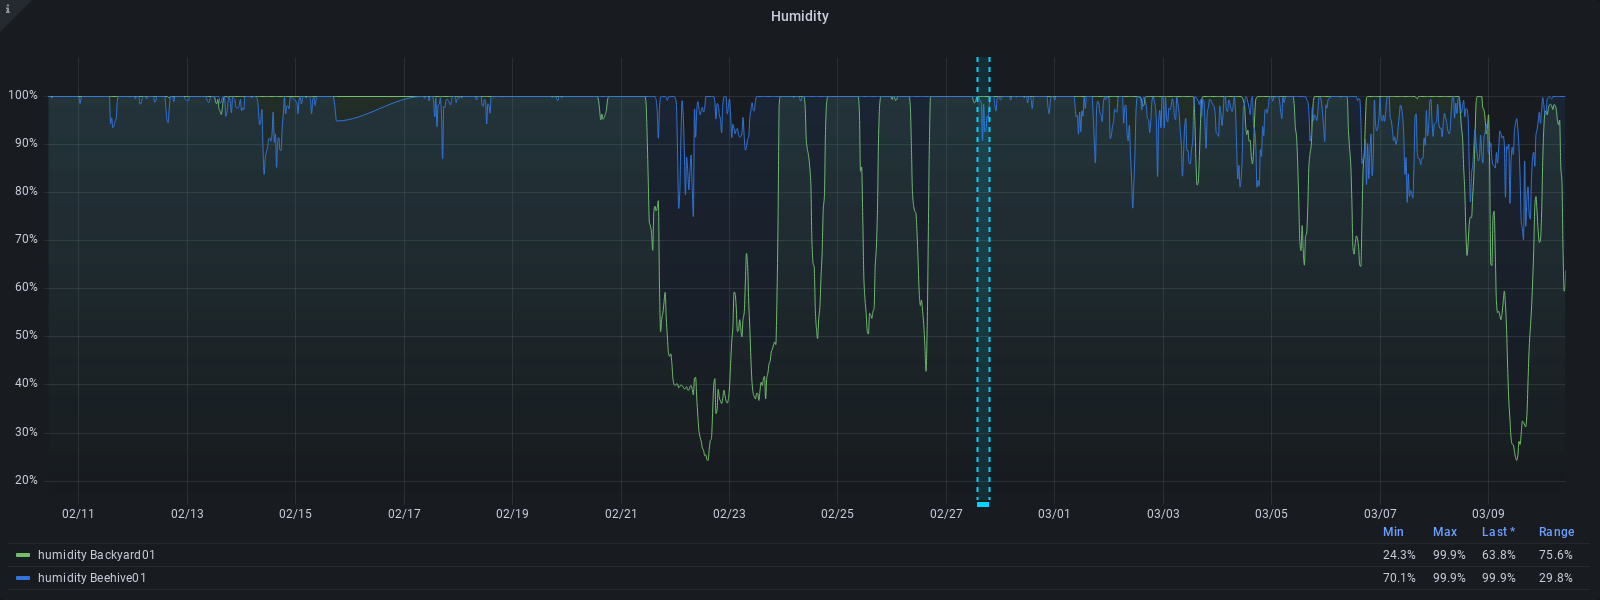 i
Humidity
100%
90%
80%
70%
60%
50%
40%
30%
20%
02/11 02/13 02/15 02/17 02/19 02/21 02/23 02/25 02/27 03/01 03/03 03/05 03/07 03/09
Min Max Last * Range
humidity Backyard01 24.3% 99.9% 63.8% 75.6%
humidity Beehive01 70.1% 99.9% 99.9% 29.8%